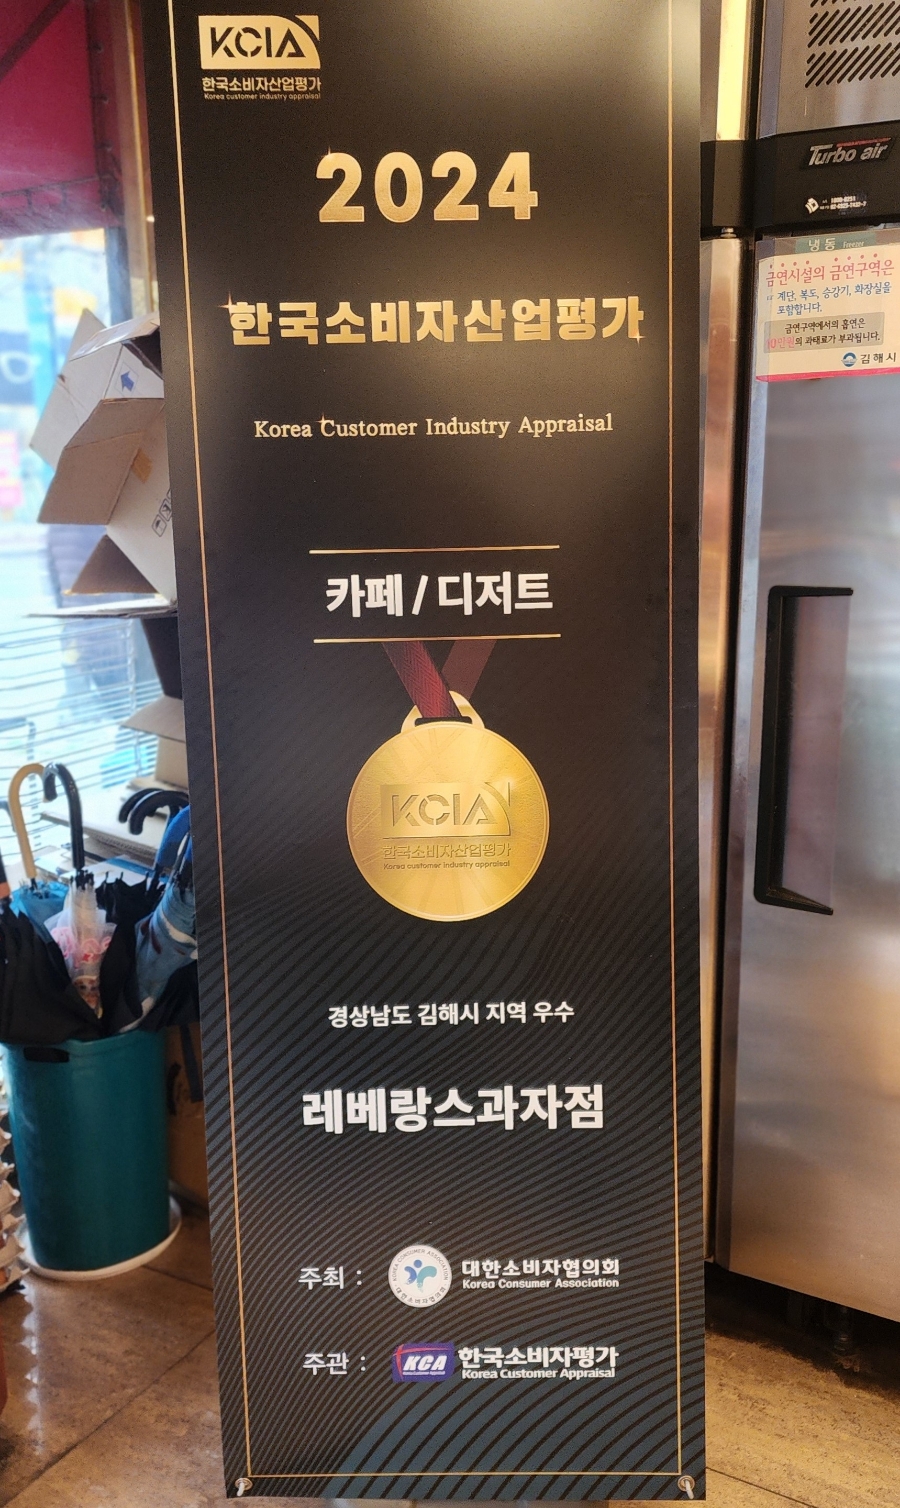 KCIA
한국소비자산업평가
Korea customer industry appraisal
2024
한국소비자산업평가
Korea Customer Industry Appraisal
카페 / 디저트
KCIA
한국소비자산업평가
Korea customer industry appraisal
경상남도 김해시 지역 우수
레베랑스과자점
주최 :
대한소비자협의회
Korea Consumer Association
주관 :
KCA
한국소비자평가
Korea Customer Appraisal
Turbo air
냉동 Freezer
금연시설의 금연구역은
계단, 복도, 승강기, 화장실을
포함합니다.
금연구역에서의 흡연은
10만원의 과태료가 부과됩니다.
김해시